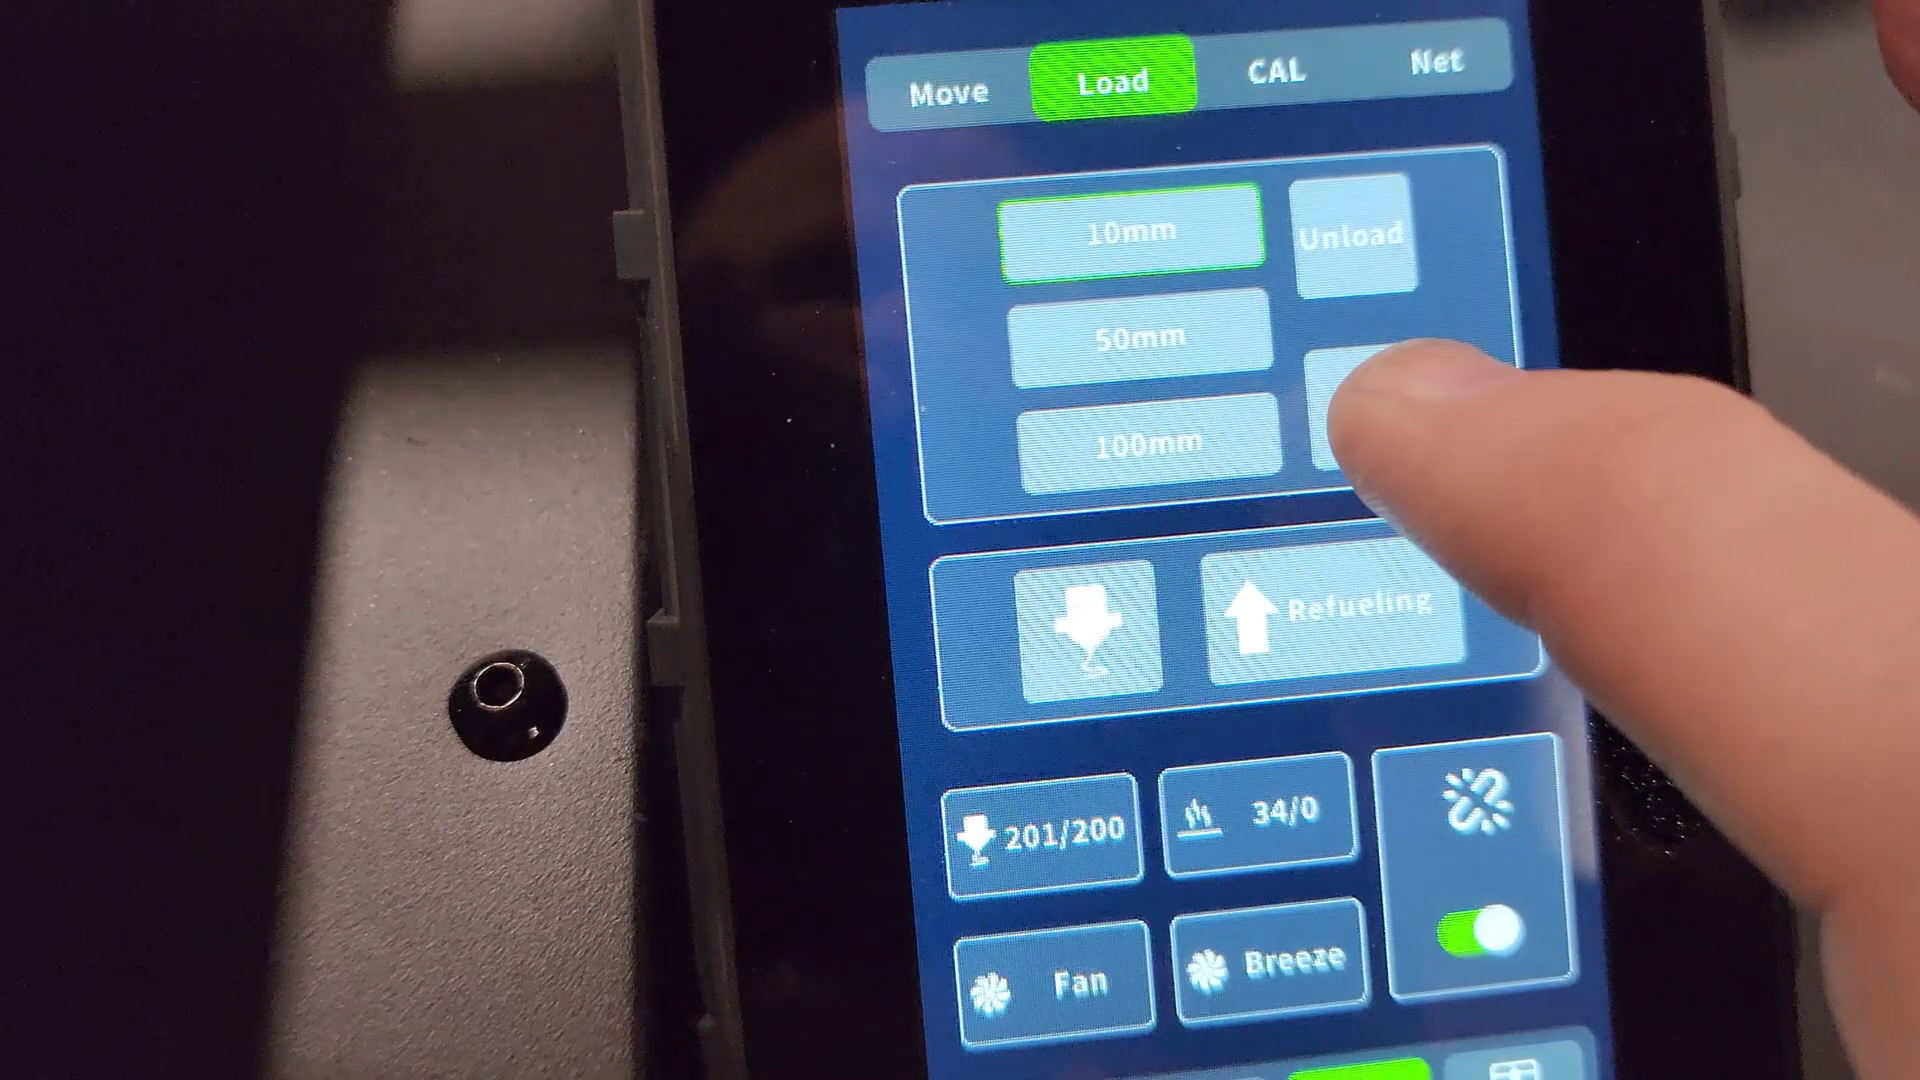 Move Load CAL Net
10mm Unload
50mm
100mm
Refueling
201/200 34/0
Fan Breeze